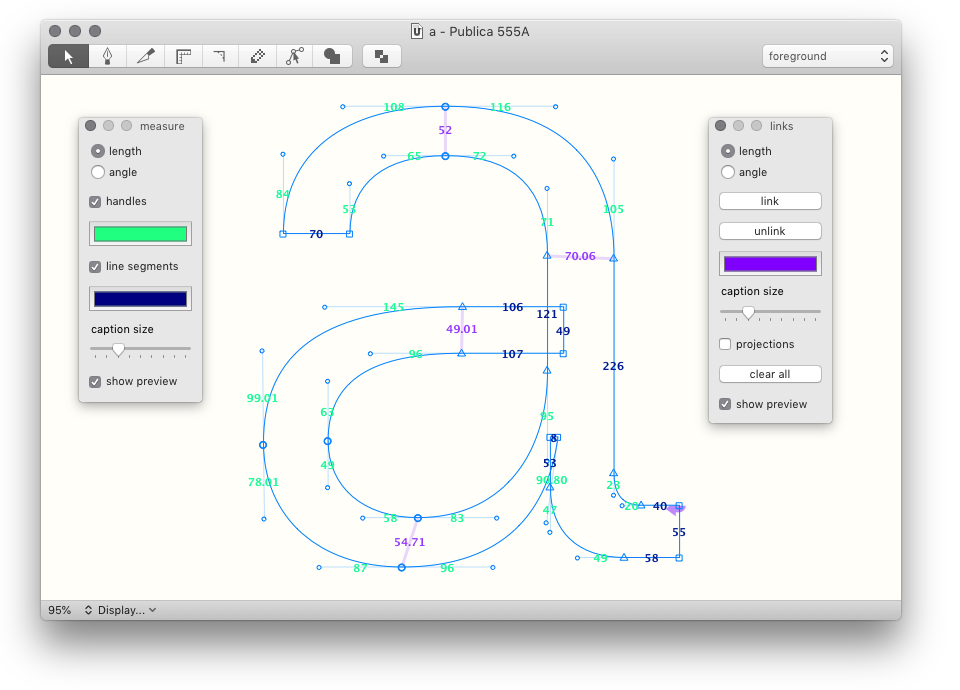 a - Publica 555A
foreground
measure
length
angle
handles
line segments
caption size
show preview
links
length
angle
link
unlink
caption size
projections
clear all
show preview
108
116
52
65
72
84
53
105
71
70
70.06
145
106
121
49.01
49
96
107
226
99.01
63
95
8
53
49
78.01
90.80
23
47
20
40
58
83
55
54.71
49
58
87
96
95%
Display...